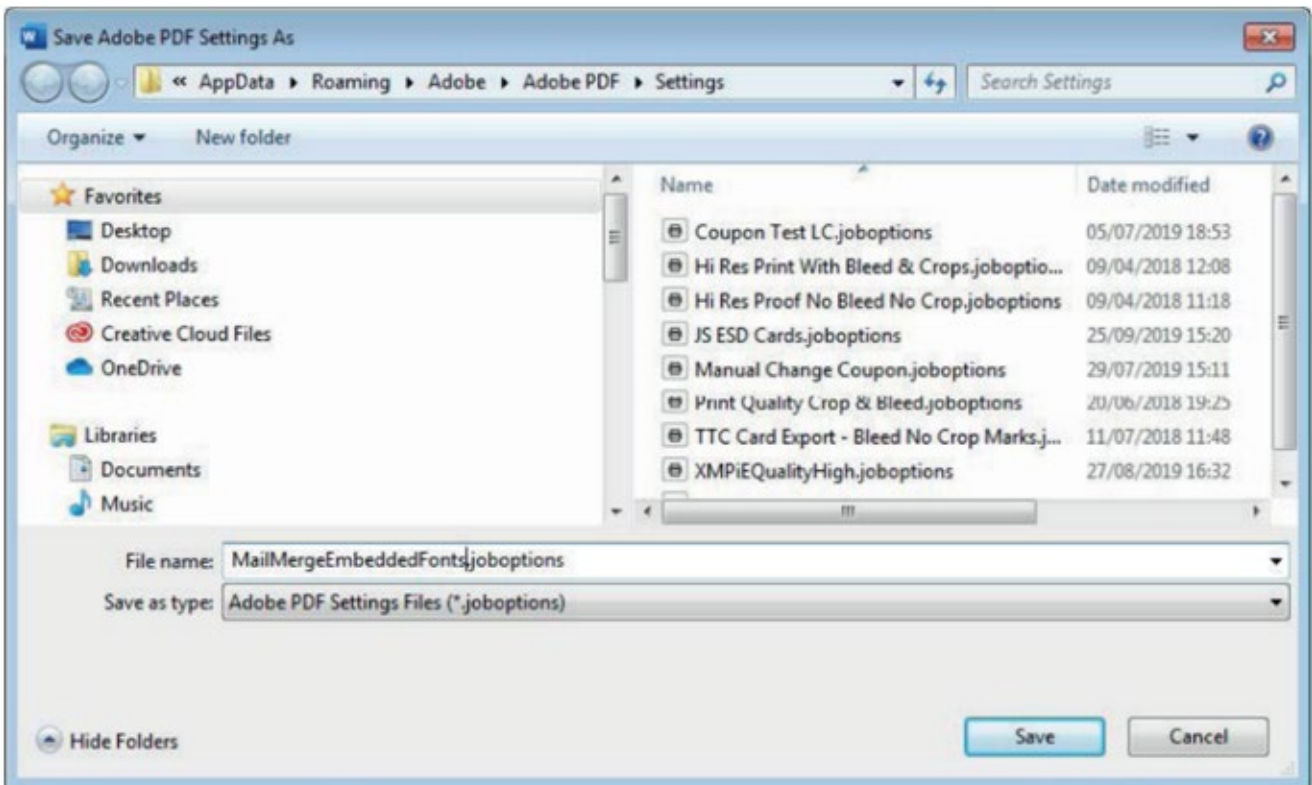 Save Adobe PDF Settings As
« AppData ▸ Roaming ▸ Adobe ▸ Adobe PDF ▸ Settings
Search Settings
Organize
New folder
Favorites
Desktop
Downloads
Recent Places
Creative Cloud Files
OneDrive
Libraries
Documents
Music
Name Date modified
Coupon Test LC.joboptions 05/07/2019 18:53
Hi Res Print With Bleed & Crops.joboptio... 09/04/2018 12:08
Hi Res Proof No Bleed No Crop.joboptions 09/04/2018 11:18
JS ESD Cards.joboptions 25/09/2019 15:20
Manual Change Coupon.joboptions 29/07/2019 15:11
Print Quality Crop & Bleed.joboptions 20/06/2018 19:25
TTC Card Export - Bleed No Crop Marks.j... 11/07/2018 11:48
XMPiEQualityHigh.joboptions 27/08/2019 16:32
File name: MailMergeEmbeddedFonts.joboptions
Save as type: Adobe PDF Settings Files (*.joboptions)
Hide Folders
Save
Cancel